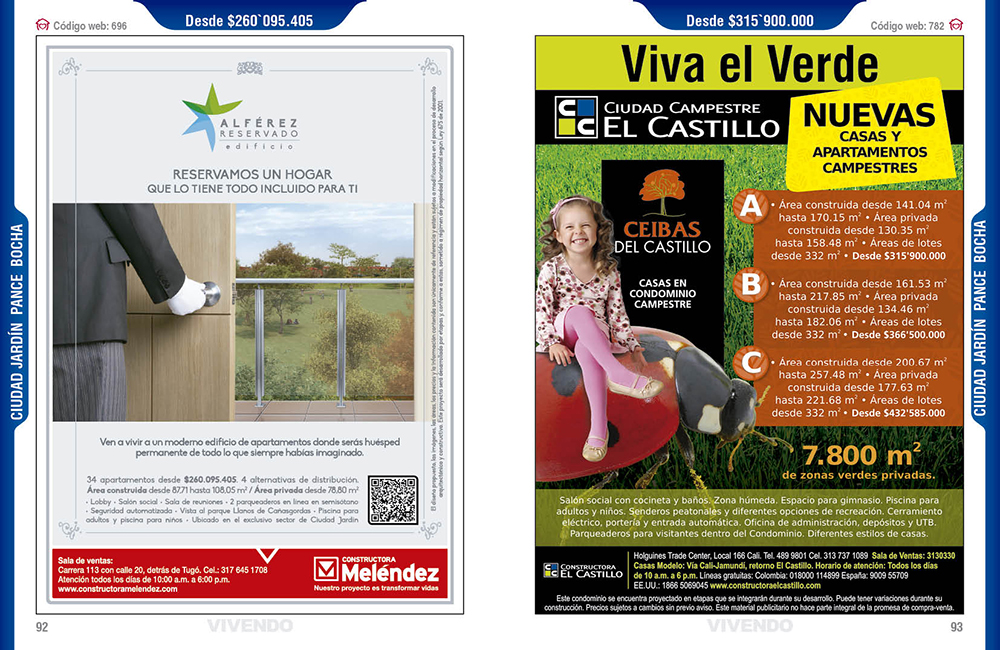 Código web: 696
Desde $260`095.405
CIUDAD JARDÍN PANCE BOCHA
ALFÉREZ
RESERVADO
edificio
RESERVAMOS UN HOGAR
QUE LO TIENE TODO INCLUIDO PARA TI
Ven a vivir a un moderno edificio de apartamentos donde serás huésped
permanente de todo lo que siempre habías imaginado.
34 apartamentos desde $260.095.405. 4 alternativas de distribución.
Área construida desde 87,71 hasta 108,05 m² / Área privada desde 78,80 m²
• Lobby • Salón social • Sala de reuniones • 2 parqueaderos en línea en semisótano
• Seguridad automatizada • Vista al parque Llanos de Canasgordas • Piscina para
adultos y piscina para niños • Ubicado en el exclusivo sector de Ciudad Jardín
Sala de ventas:
Carrera 113 con calle 20, detrás de Tugó. Cel.: 317 645 1708
Atención todos los días de 10:00 a.m. a 6:00 p.m.
www.constructoramelendez.com
CONSTRUCTORA
Meléndez
Nuestro proyecto es transformar vidas
92
VIVENDO
Desde $315`900.000
Código web: 782
Viva el Verde
CIUDAD CAMPESTRE
EL CASTILLO
NUEVAS
CASAS Y
APARTAMENTOS
CAMPESTRES
CEIBAS
DEL CASTILLO
CASAS EN
CONDOMINIO
CAMPESTRE
A
• Área construida desde 141.04 m²
hasta 170.15 m² • Área privada
construida desde 130.35 m²
hasta 158.48 m² • Áreas de lotes
desde 332 m² • Desde $315'900.000
B
• Área construida desde 161.53 m²
hasta 217.85 m² • Área privada
construida desde 134.46 m²
hasta 182.06 m² • Áreas de lotes
desde 332 m² • Desde $366'500.000
C
• Área construida desde 200.67 m²
hasta 257.48 m² • Área privada
construida desde 177.63 m²
hasta 221.68 m² • Áreas de lotes
desde 332 m² • Desde $432'585.000
7.800 m²
de zonas verdes privadas.
Salón social con cocineta y baños. Zona húmeda. Espacio para gimnasio. Piscina para
adultos y niños. Senderos peatonales y diferentes opciones de recreación. Cerramiento
eléctrico, portería y entrada automática. Oficina de administración, depósitos y UTB.
Parqueaderos para visitantes dentro del Condominio. Diferentes estilos de casas.
CONSTRUCTORA
EL CASTILLO
Holguines Trade Center, Local 166 Cali. Tel. 489 9801 Cel. 313 737 1089 Sala de Ventas: 3130330
Casas Modelo: Vía Cali-Jamundí, retorno El Castillo. Horario de atención: Todos los días
de 10 a.m. a 6 p.m. Líneas gratuitas: Colombia: 018000 114899 España: 9009 55709
EE.UU.: 1866 5069045 www.constructoraelcastillo.com
Este condominio se encuentra proyectado en etapas que se integrarán durante su desarrollo. Puede tener variaciones durante su
construcción. Precios sujetos a cambios sin previo aviso. Este material publicitario no hace parte integral de la promesa de compra-venta.
CIUDAD JARDÍN PANCE BOCHA
VIVENDO
93